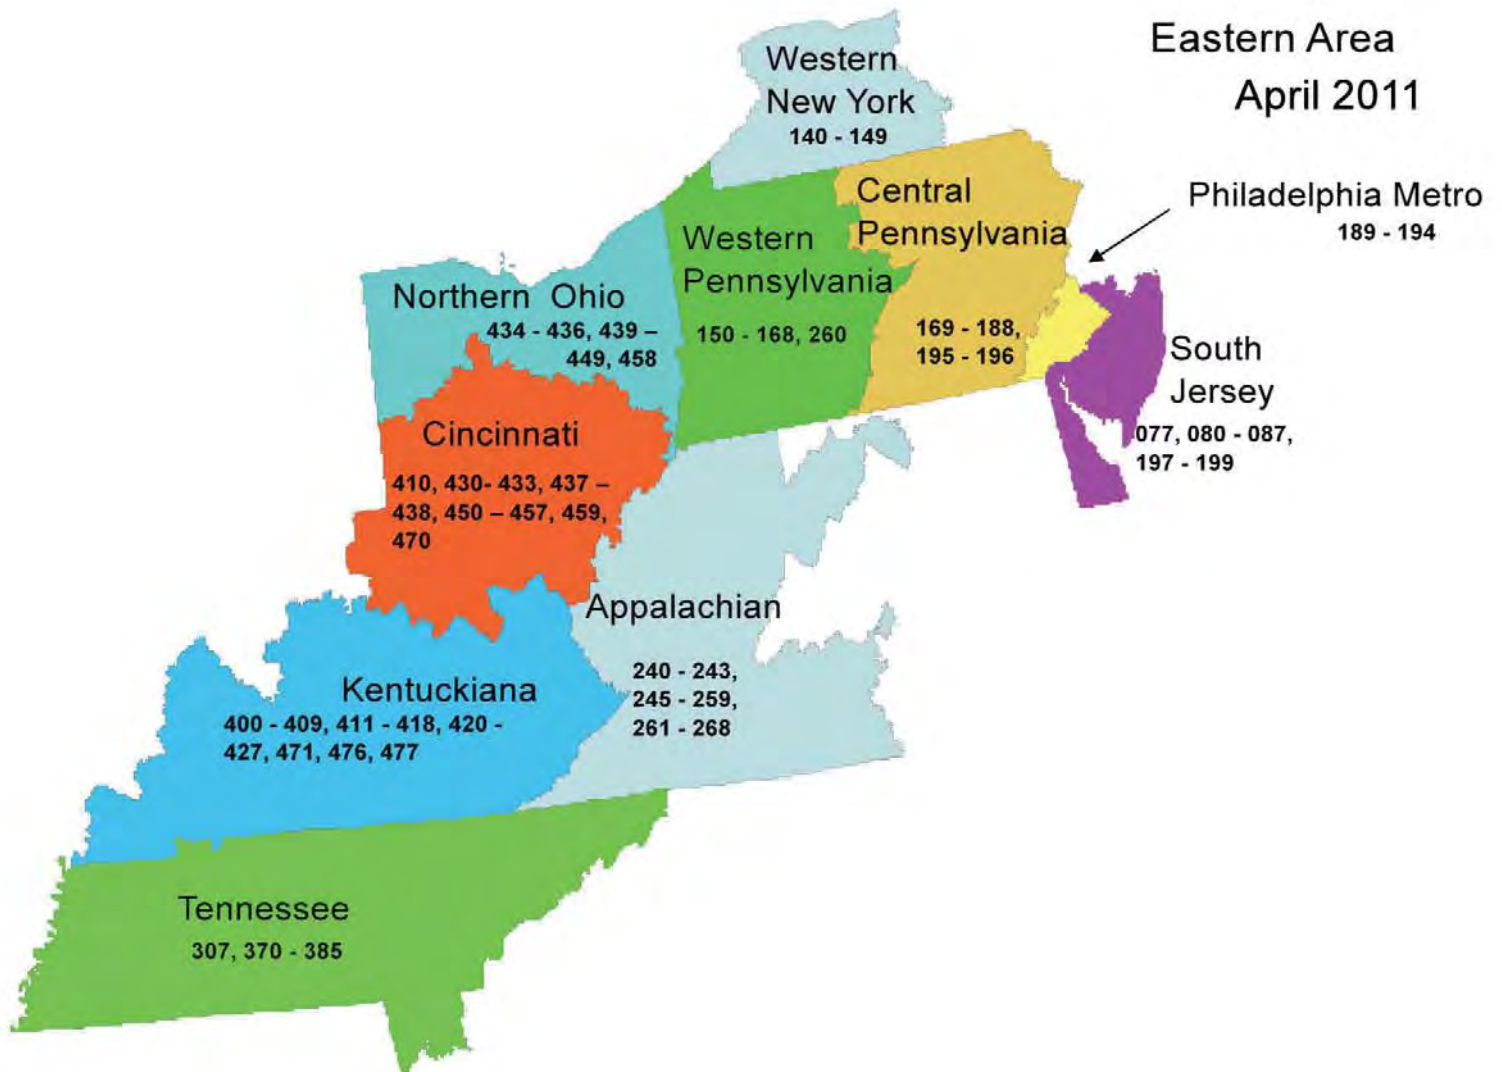 Eastern Area
April 2011
Western
New York
140 - 149
Central
Pennsylvania
169 - 188,
195 - 196
Philadelphia Metro
189 - 194
Western
Pennsylvania
150 - 168, 260
Northern Ohio
434 - 436, 439 –
449, 458
South
Jersey
077, 080 - 087,
197 - 199
Cincinnati
410, 430- 433, 437 –
438, 450 – 457, 459,
470
Appalachian
240 - 243,
245 - 259,
261 - 268
Kentuckiana
400 - 409, 411 - 418, 420 -
427, 471, 476, 477
Tennessee
307, 370 - 385